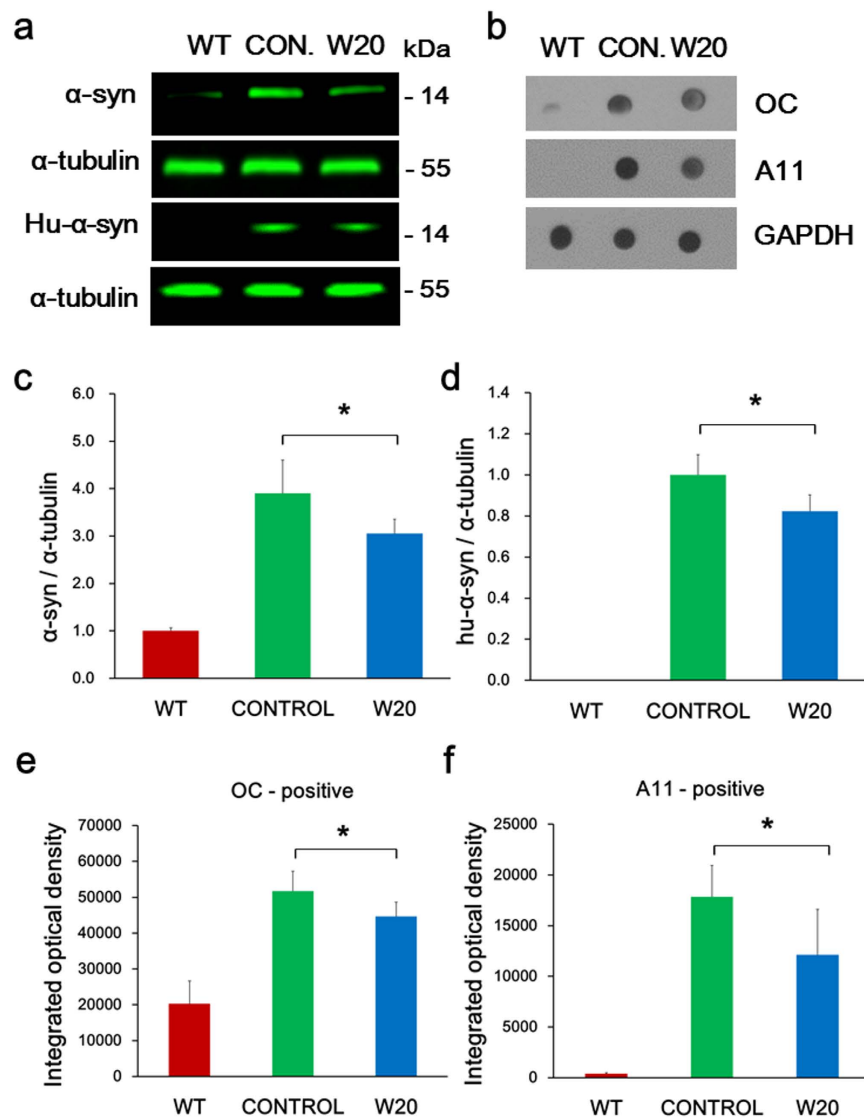 a
WT CON. W20 kDa
α-syn - 14
α-tubulin - 55
Hu-α-syn - 14
α-tubulin - 55
b
WT CON. W20
OC
A11
GAPDH
c
α-syn / α-tubulin
6.0
5.0
4.0
3.0
2.0
1.0
0.0
*
WT CONTROL W20
d
hu-α-syn / α-tubulin
1.4
1.2
1.0
0.8
0.6
0.4
0.2
0.0
*
WT CONTROL W20
e
OC - positive
Integrated optical density
70000
60000
50000
40000
30000
20000
10000
0
*
WT CONTROL W20
f
A11 - positive
Integrated optical density
25000
20000
15000
10000
5000
0
*
WT CONTROL W20